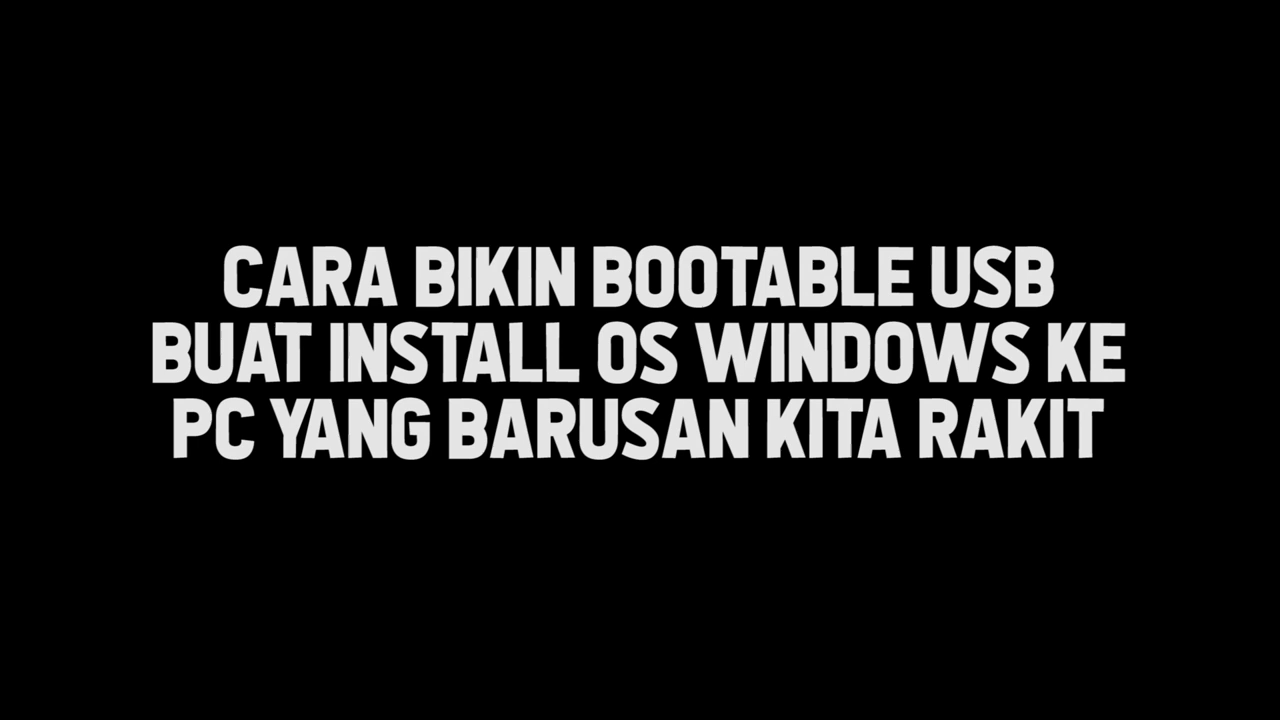 CARA BIKIN BOOTABLE USB
BUAT INSTALL OS WINDOWS KE
PC YANG BARUSAN KITA RAKIT